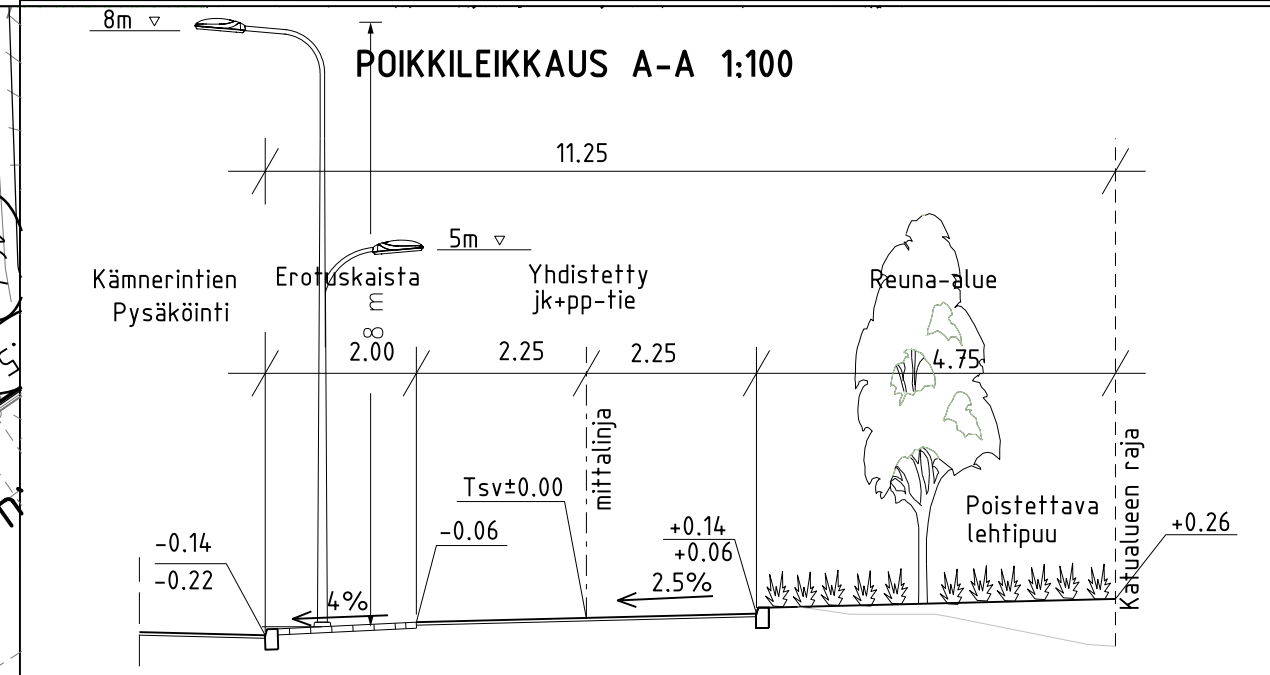 8m
POIKKILEIKKAUS A-A 1:100
11.25
5m
Kämnerintien
Pysäköinti
Erotuskaista
Yhdistetty
jk+pp-tie
Reuna-alue
8 m
2.00
2.25
2.25
4.75
mittalinja
Katualueen raja
Tsv±0.00
-0.06
-0.14
-0.22
+0.14
+0.06
Poistettava
lehtipuu
+0.26
4%
2.5%